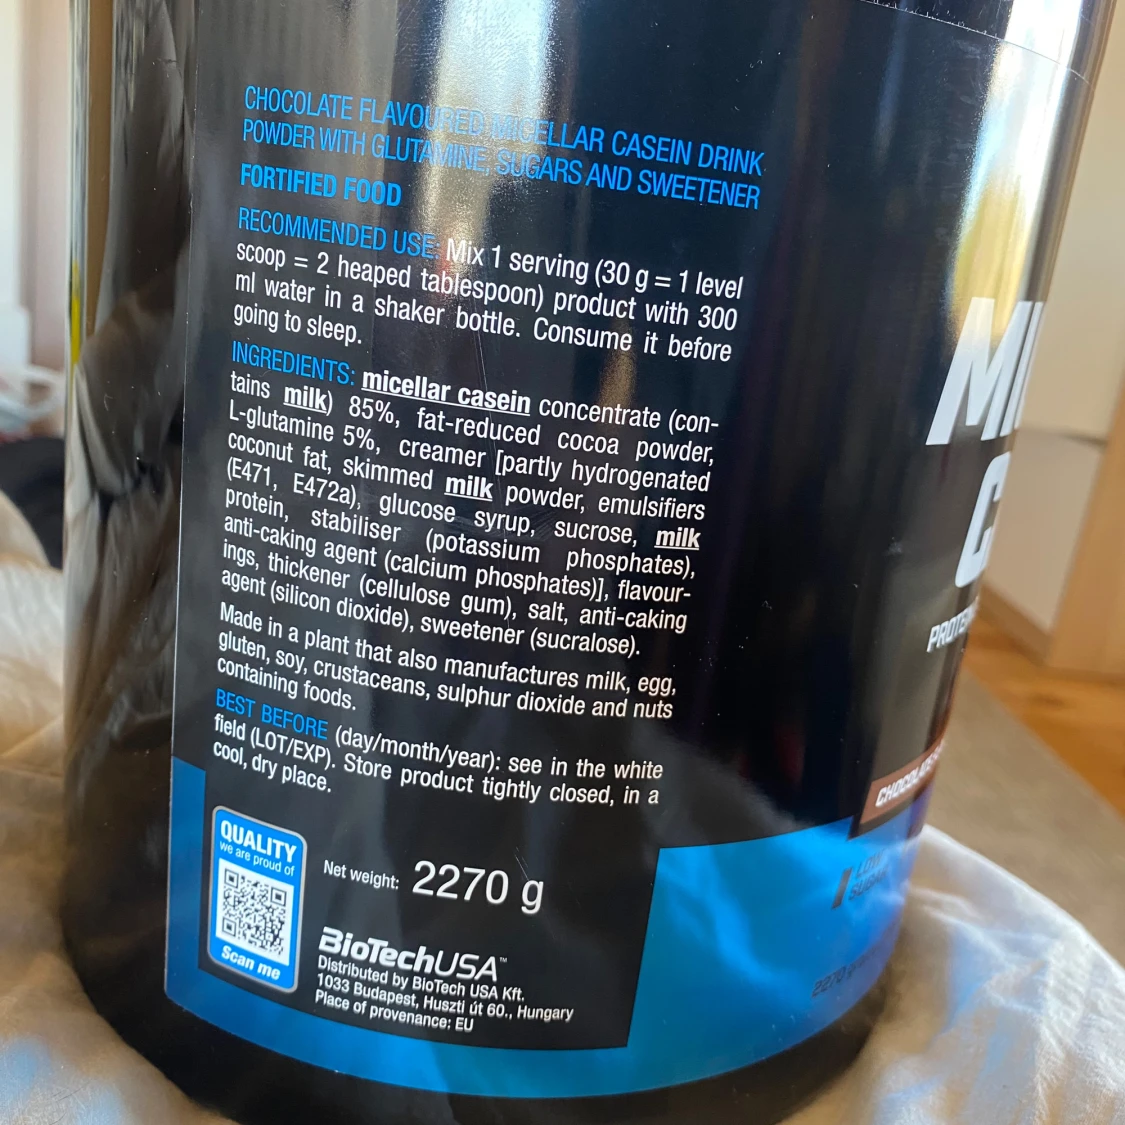 CHOCOLATE FLAVOURED MICELLAR CASEIN DRINK
POWDER WITH GLUTAMINE, SUGARS AND SWEETENER
FORTIFIED FOOD
RECOMMENDED USE: Mix 1 serving (30 g = 1 level
scoop = 2 heaped tablespoon) product with 300
ml water in a shaker bottle. Consume it before
going to sleep.
INGREDIENTS: micellar casein concentrate (con-
tains milk) 85%, fat-reduced cocoa powder,
L-glutamine 5%, creamer [partly hydrogenated
coconut fat, skimmed milk powder, emulsifiers
(E471, E472a), glucose syrup, sucrose, milk
protein, stabiliser (potassium phosphates),
anti-caking agent (calcium phosphates)], flavour-
ings, thickener (cellulose gum), salt, anti-caking
agent (silicon dioxide), sweetener (sucralose).
Made in a plant that also manufactures milk, egg,
gluten, soy, crustaceans, sulphur dioxide and nuts
containing foods.
BEST BEFORE (day/month/year): see in the white
field (LOT/EXP). Store product tightly closed, in a
cool, dry place.
QUALITY
we are proud of
Scan me
Net weight: 2270 g
BioTechUSA™
Distributed by BioTech USA Kft.
1033 Budapest, Huszti út 60., Hungary
Place of provenance: EU
LOW
2270